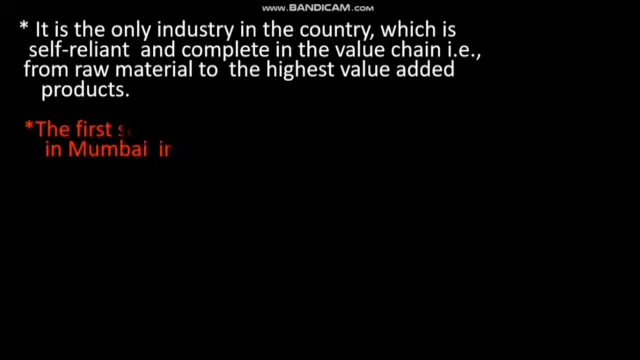 www.BANDICAM.com
* It is the only industry in the country, which is
self-reliant and complete in the value chain i.e.,
from raw material to the highest value added
products.
*The first
in Mumbai